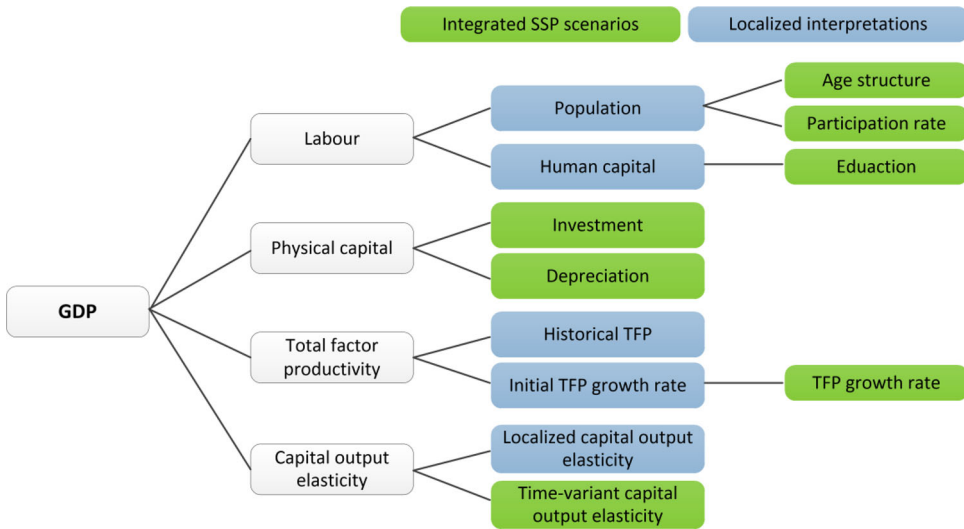 Integrated SSP scenarios
Localized interpretations
Labour
Population
Age structure
Participation rate
Human capital
Eduaction
Physical capital
Investment
Depreciation
GDP
Total factor
productivity
Historical TFP
Initial TFP growth rate
TFP growth rate
Capital output
elasticity
Localized capital output
elasticity
Time-variant capital
output elasticity